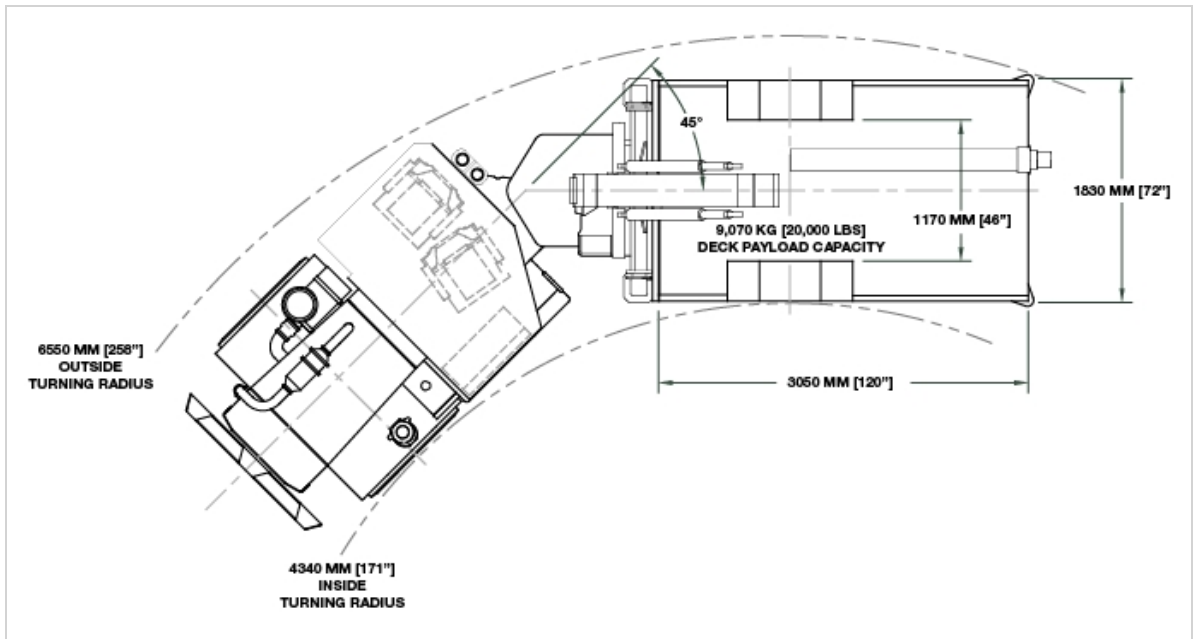 45°
1830 MM [72”]
1170 MM [46”]
9,070 KG [20,000 LBS]
DECK PAYLOAD CAPACITY
6550 MM [258”]
OUTSIDE
TURNING RADIUS
3050 MM [120”]
4340 MM [171”]
INSIDE
TURNING RADIUS